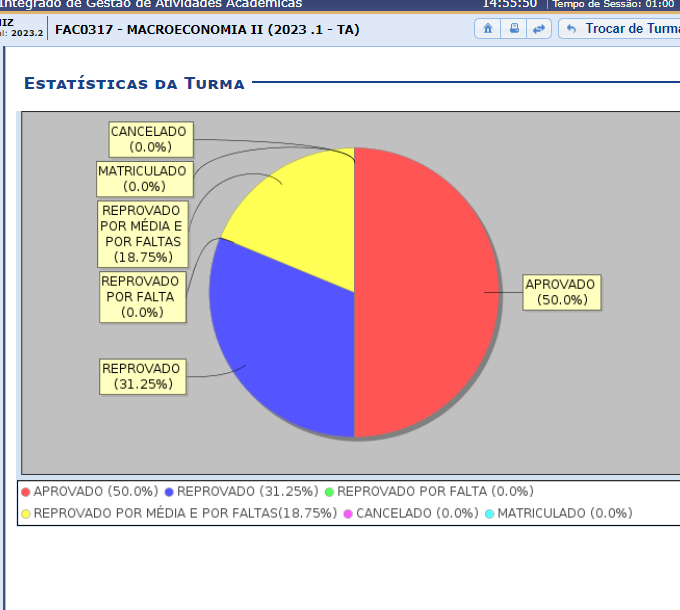 Integrado de Gestão de Atividades Acadêmicas
14:55:50
Tempo de Sessão: 01:00
IZ
l: 2023.2
FAC0317 - MACROECONOMIA II (2023 .1 - TA)
Trocar de Turma
ESTATÍSTICAS DA TURMA
CANCELADO
(0.0%)
MATRICULADO
(0.0%)
REPROVADO
POR MÉDIA E
POR FALTAS
(18.75%)
REPROVADO
POR FALTA
(0.0%)
REPROVADO
(31.25%)
APROVADO
(50.0%)
APROVADO (50.0%) REPROVADO (31.25%) REPROVADO POR FALTA (0.0%)
REPROVADO POR MÉDIA E POR FALTAS(18.75%) CANCELADO (0.0%) MATRICULADO (0.0%)